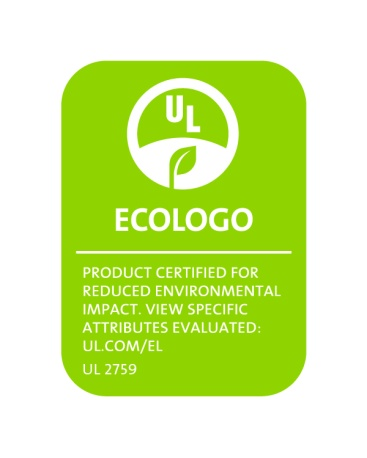 UL
ECOLOGO
PRODUCT CERTIFIED FOR
REDUCED ENVIRONMENTAL
IMPACT. VIEW SPECIFIC
ATTRIBUTES EVALUATED:
UL.COM/EL
UL 2759